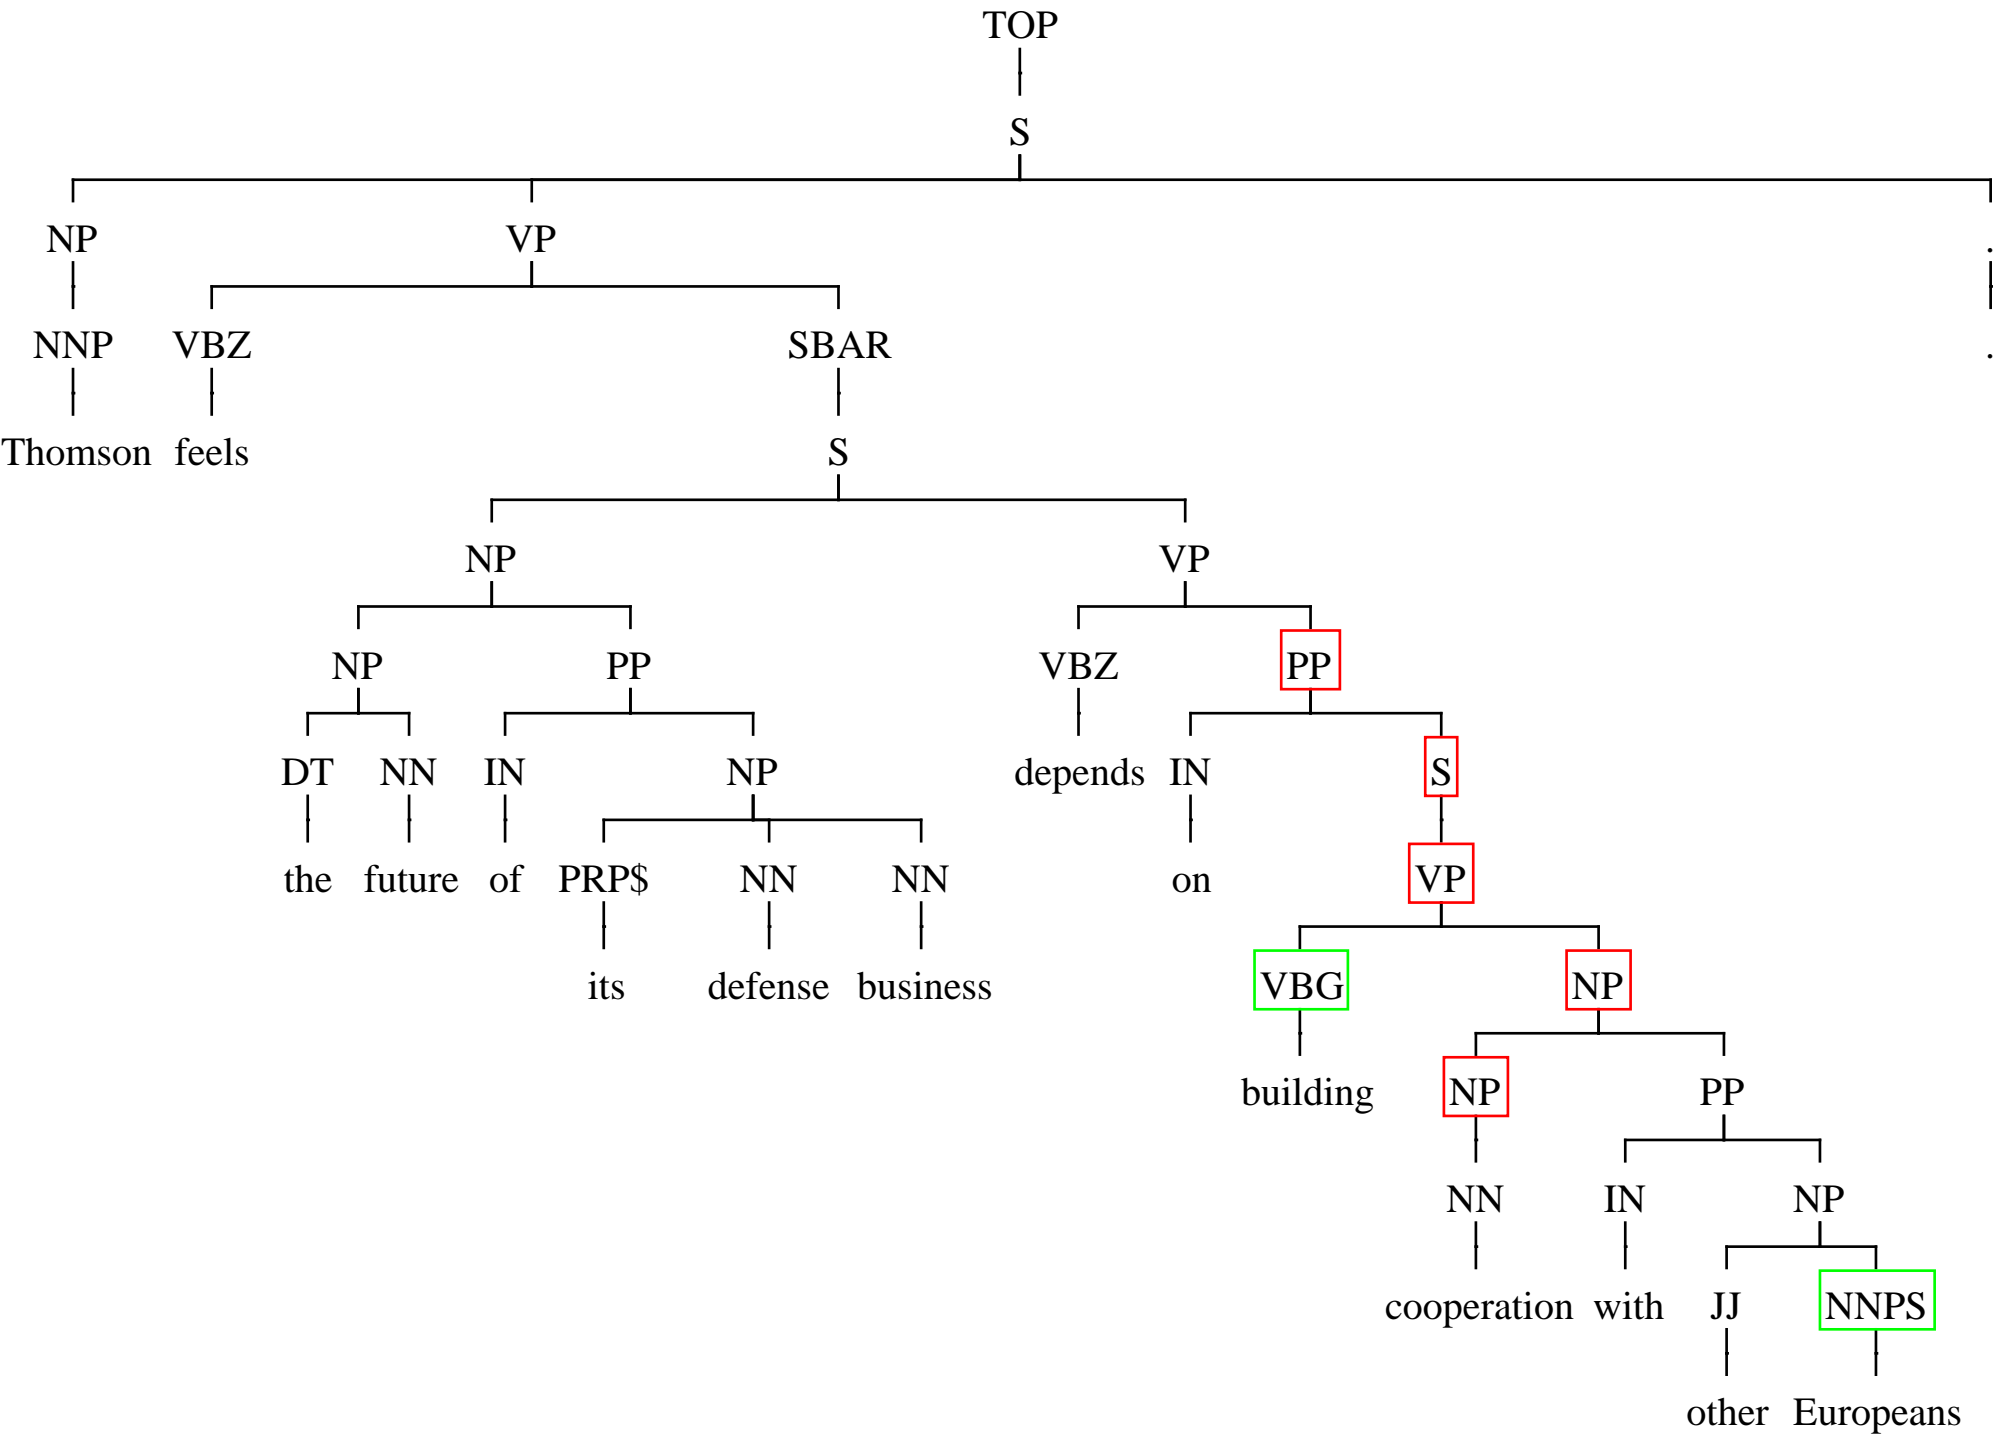 TOP
S
NP VP .
NNP VBZ SBAR .
Thomson feels S
NP VP
NP PP VBZ PP
DT NN IN NP depends IN S
the future of PRP$ NN NN on VP
its defense business VBG NP
building NP PP
NN IN NP
cooperation with JJ NNPS
other Europeans